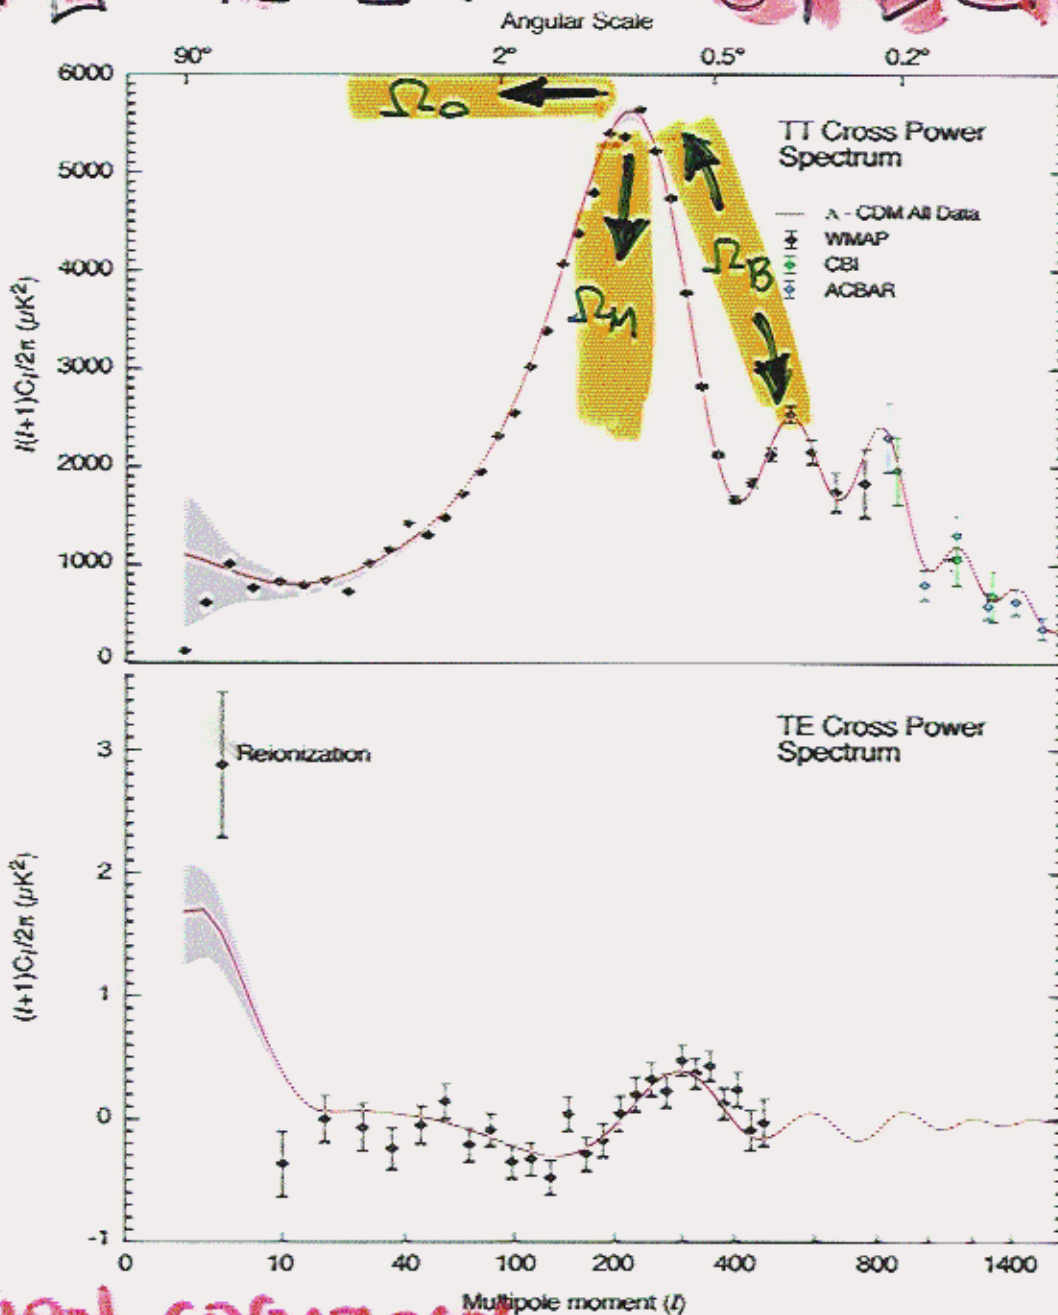 Angular Scale
90° 2° 0.5° 0.2°
6000
Ω₀
TT Cross Power
Spectrum
5000
Λ - CDM All Data
WMAP
CBI
ACBAR
Ω_B
4000
Ω_M
l(l+1)Cₗ/2π (μK²)
3000
2000
1000
0
TE Cross Power
Spectrum
3
Reionization
2
(l+1)Cₗ/2π (μK²)
1
0
-1
0 10 40 100 200 400 800 1400
Multipole moment (l)